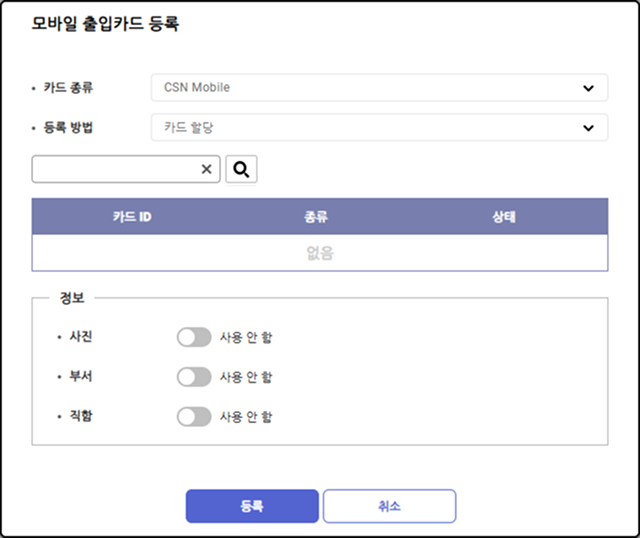 모바일 출입카드 등록
• 카드 종류 CSN Mobile
• 등록 방법 카드 할당
카드 ID 종류 상태
없음
정보
• 사진 사용 안 함
• 부서 사용 안 함
• 직함 사용 안 함
등록 취소